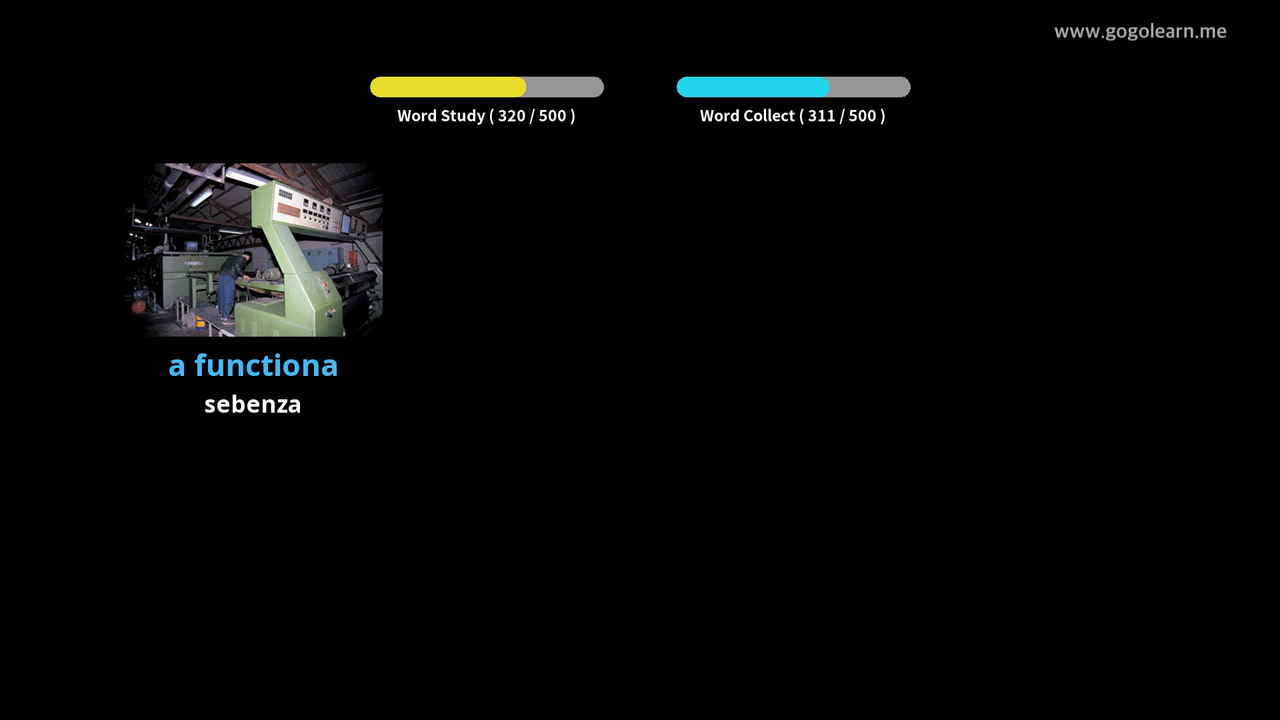 www.gogolearn.me
Word Study ( 320 / 500 )
Word Collect ( 311 / 500 )
a functiona
sebenza